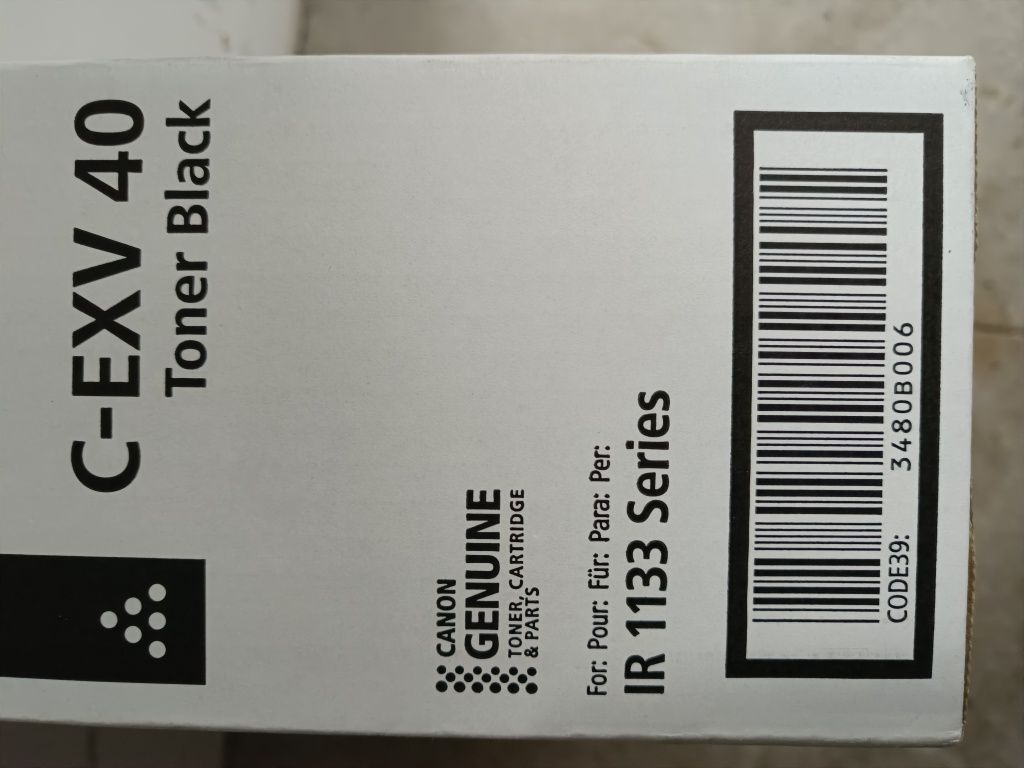 C-EXV 40
Toner Black
CANON
GENUINE
TONER, CARTRIDGE
& PARTS
For: Pour: Für: Para: Per:
IR 1133 Series
CODE39: 3480B006